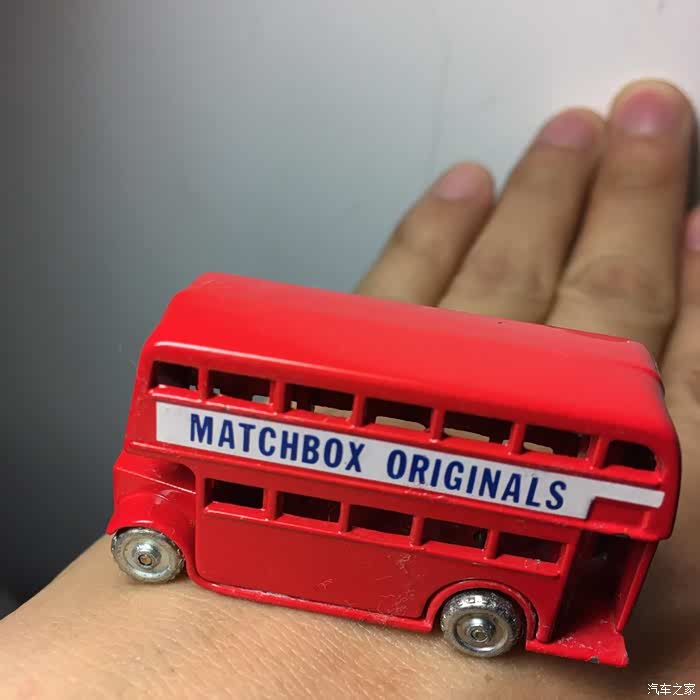 MATCHBOX ORIGINALS
汽车之家